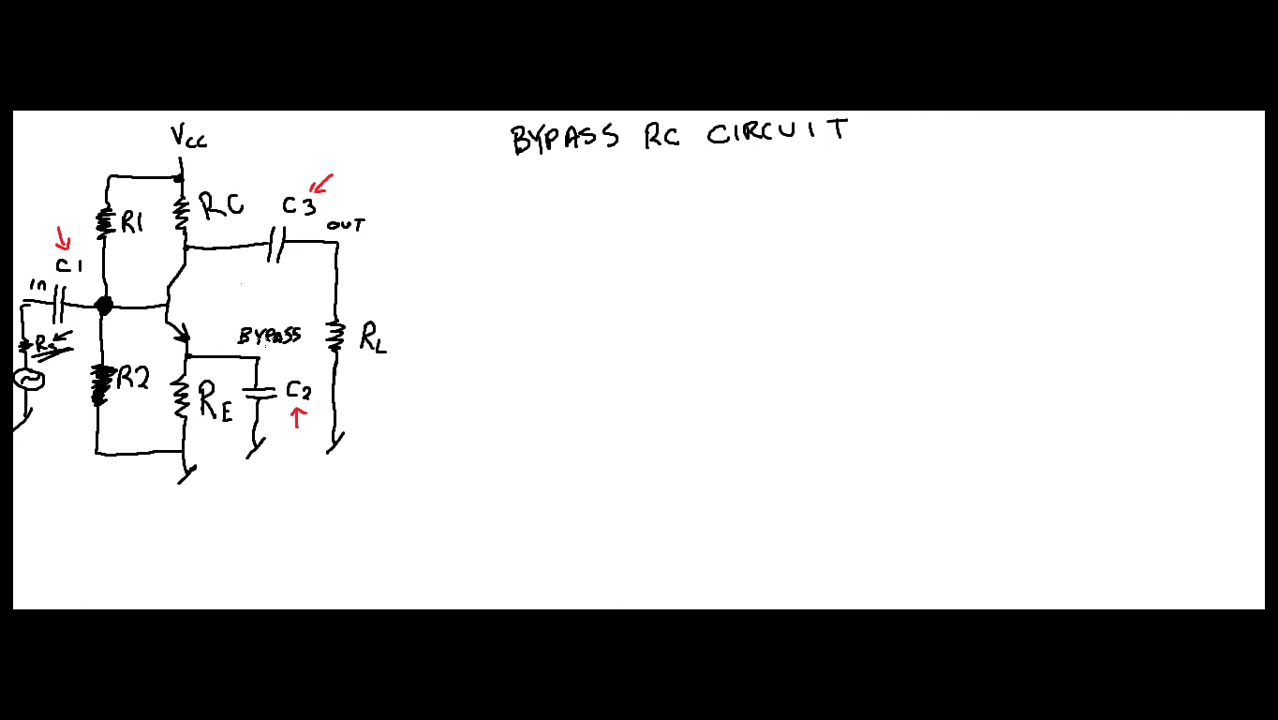 BYPASS RC CIRCUIT
VCC
RC
R1
C3
OUT
C1
in
Rs
BYPASS
RL
R2
RE
C2